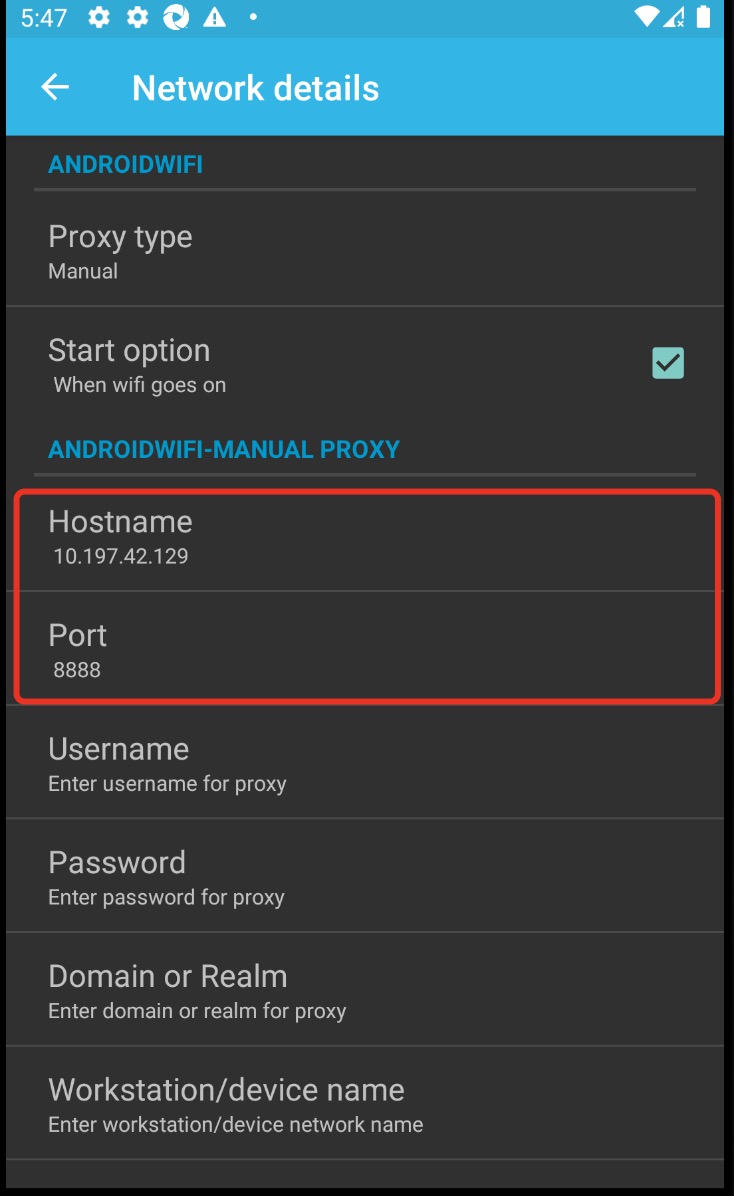 5:47
Network details
ANDROIDWIFI
Proxy type
Manual
Start option
When wifi goes on
ANDROIDWIFI-MANUAL PROXY
Hostname
10.197.42.129
Port
8888
Username
Enter username for proxy
Password
Enter password for proxy
Domain or Realm
Enter domain or realm for proxy
Workstation/device name
Enter workstation/device network name